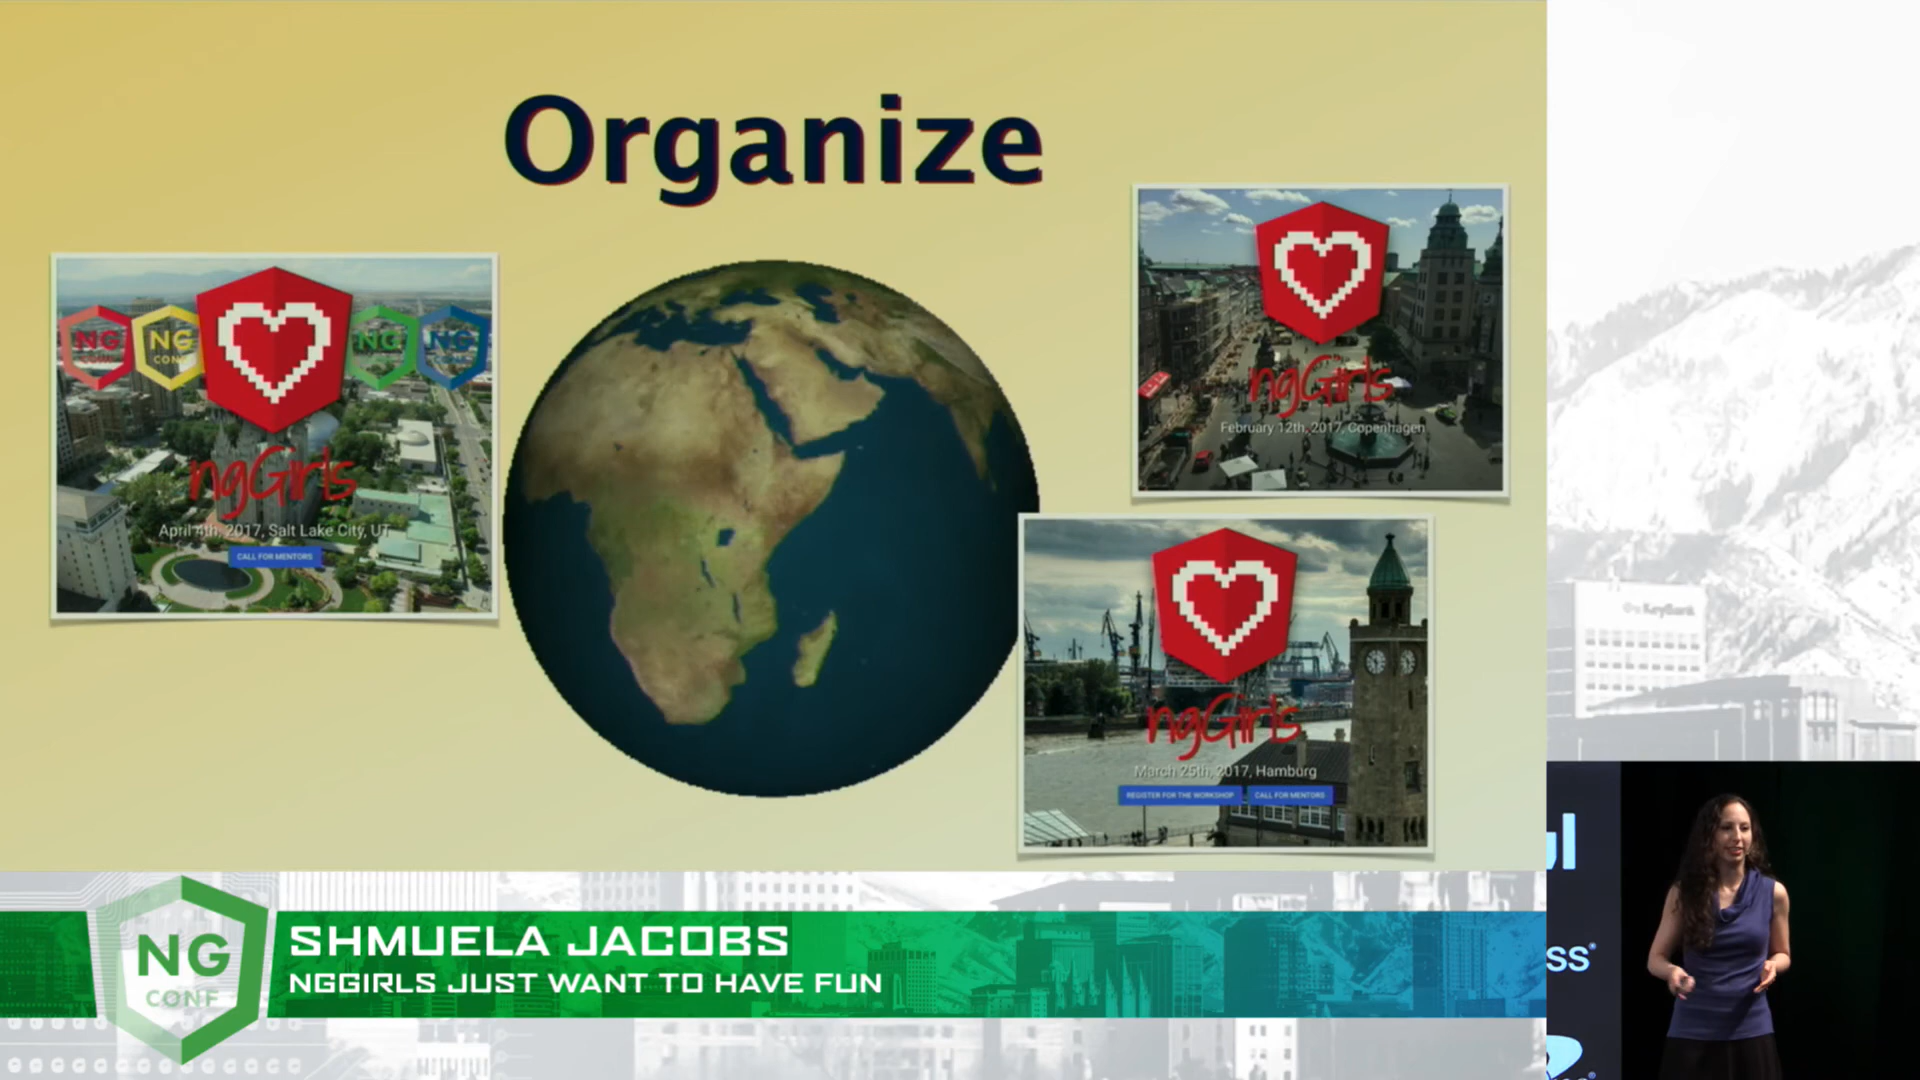 Organize
NG
CONF
NG
CONF
NG
NG
ngGirls
April 4th, 2017, Salt Lake City, UT
CALL FOR MENTORS
ngGirls
February 12th, 2017, Copenhagen
ngGirls
March 25th, 2017, Hamburg
REGISTER FOR THE WORKSHOP
CALL FOR MENTORS
KeyBank
NG
CONF
SHMUELA JACOBS
NGGIRLS JUST WANT TO HAVE FUN
ss